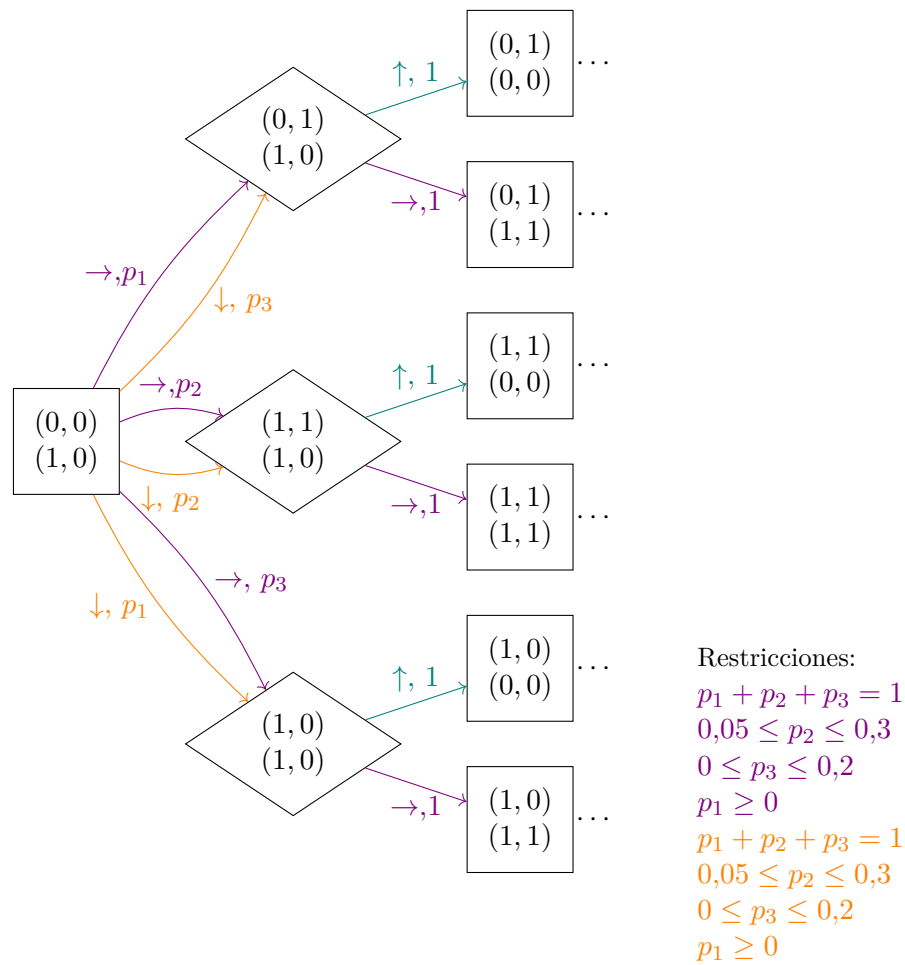 (0, 1)
(0, 0)
...
↑, 1
(0, 1)
(1, 0)
→,1
(0, 1)
(1, 1)
...
→,p₁
↓, p₃
(1, 1)
(0, 0)
...
↑, 1
→,p₂
(0, 0)
(1, 0)
(1, 1)
(1, 0)
↓, p₂
→,1
(1, 1)
(1, 1)
...
→, p₃
↓, p₁
(1, 0)
(0, 0)
...
↑, 1
(1, 0)
(1, 0)
→,1
(1, 0)
(1, 1)
...
Restricciones:
p₁ + p₂ + p₃ = 1
0,05 ≤ p₂ ≤ 0,3
0 ≤ p₃ ≤ 0,2
p₁ ≥ 0
p₁ + p₂ + p₃ = 1
0,05 ≤ p₂ ≤ 0,3
0 ≤ p₃ ≤ 0,2
p₁ ≥ 0